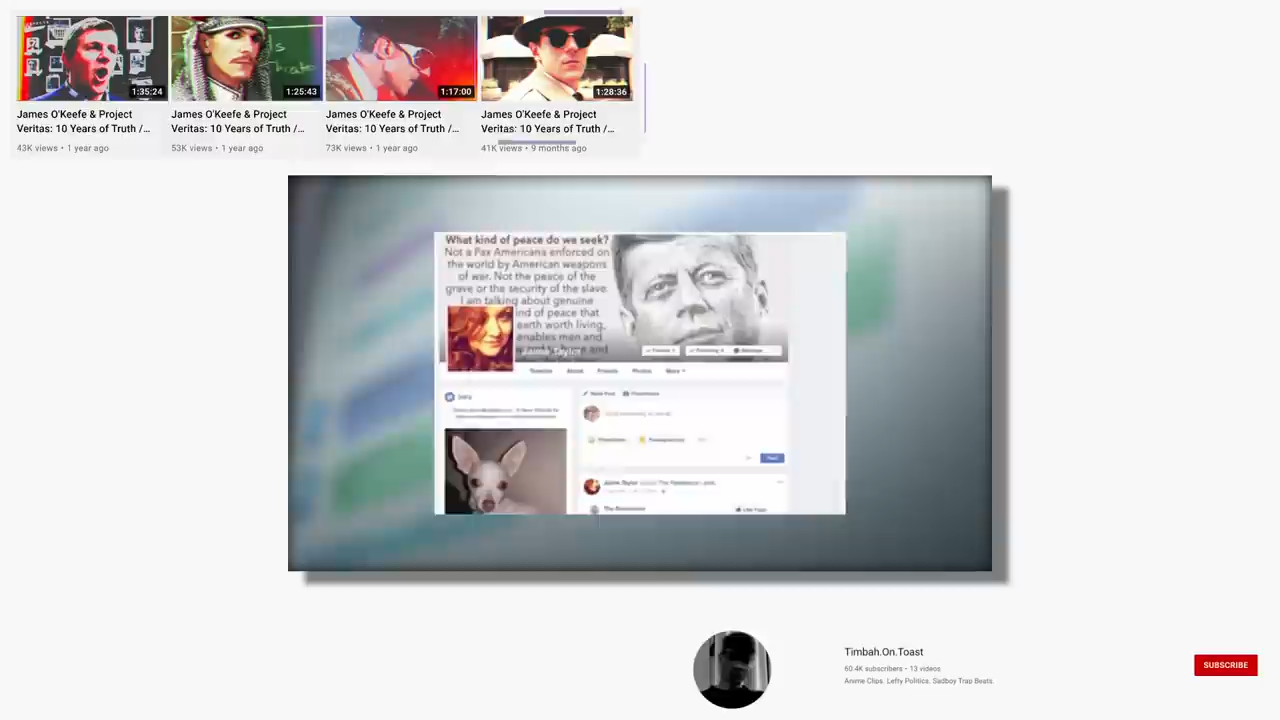 1:35:24
1:25:43
1:17:00
1:28:36
James O'Keefe & Project
Veritas: 10 Years of Truth /...
43K views • 1 year ago
James O'Keefe & Project
Veritas: 10 Years of Truth /...
53K views • 1 year ago
James O'Keefe & Project
Veritas: 10 Years of Truth /...
73K views • 1 year ago
James O'Keefe & Project
Veritas: 10 Years of Truth /...
41K views • 9 months ago
What kind of peace do we seek?
Not a Pax Americana enforced on
the world by American weapons
of war. Not the peace of the
grave or the security of the slave.
I am talking about genuine
kind of peace that
earth worth living,
enables men and
Timeline About Friends Photos More
Timbah.On.Toast
60.4K subscribers • 13 videos
Anime Clips. Lefty Politics. Sadboy Trap Beats.
SUBSCRIBE